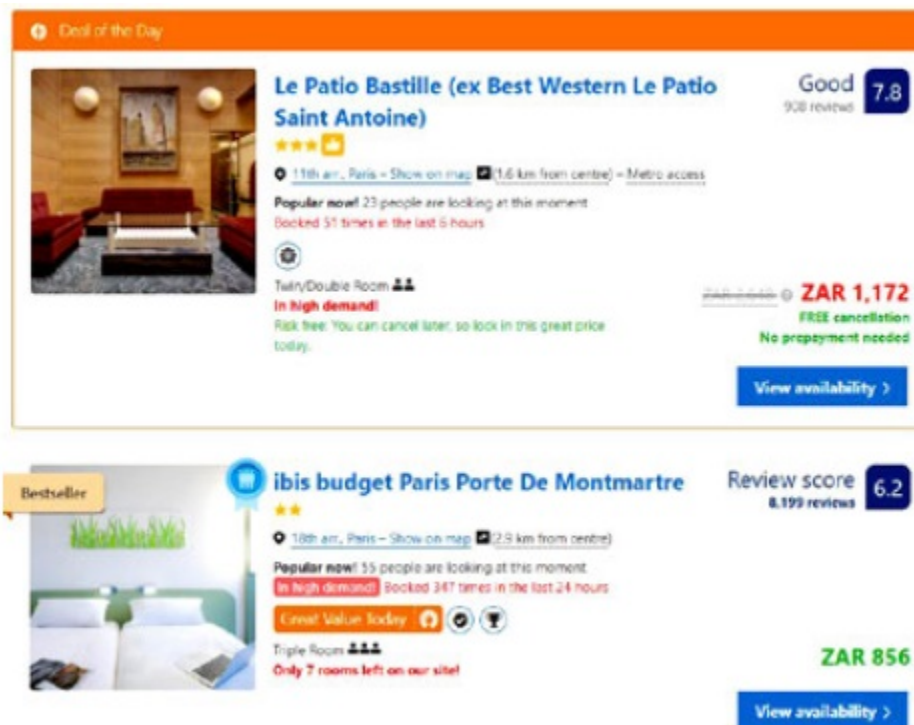 Deal of the Day
Le Patio Bastille (ex Best Western Le Patio
Saint Antoine)
Good
7.8
reviews
11th arr., Paris – Show on map (1.6 km from centre) – Metro access
Popular now! 23 people are looking at this moment
Booked 51 times in the last 6 hours
Twin/Double Room
In high demand!
Risk free: You can cancel later, so lock in this great price
today.
ZAR 1,172
FREE cancellation
No prepayment needed
View availability
Bestseller
ibis budget Paris Porte De Montmartre
Review score
8,199 reviews
6.2
18th arr., Paris – Show on map (2.9 km from centre)
Popular now! 55 people are looking at this moment
In high demand! Booked 347 times in the last 24 hours
Great Value Today
Triple Room
Only 7 rooms left on our site!
ZAR 856
View availability